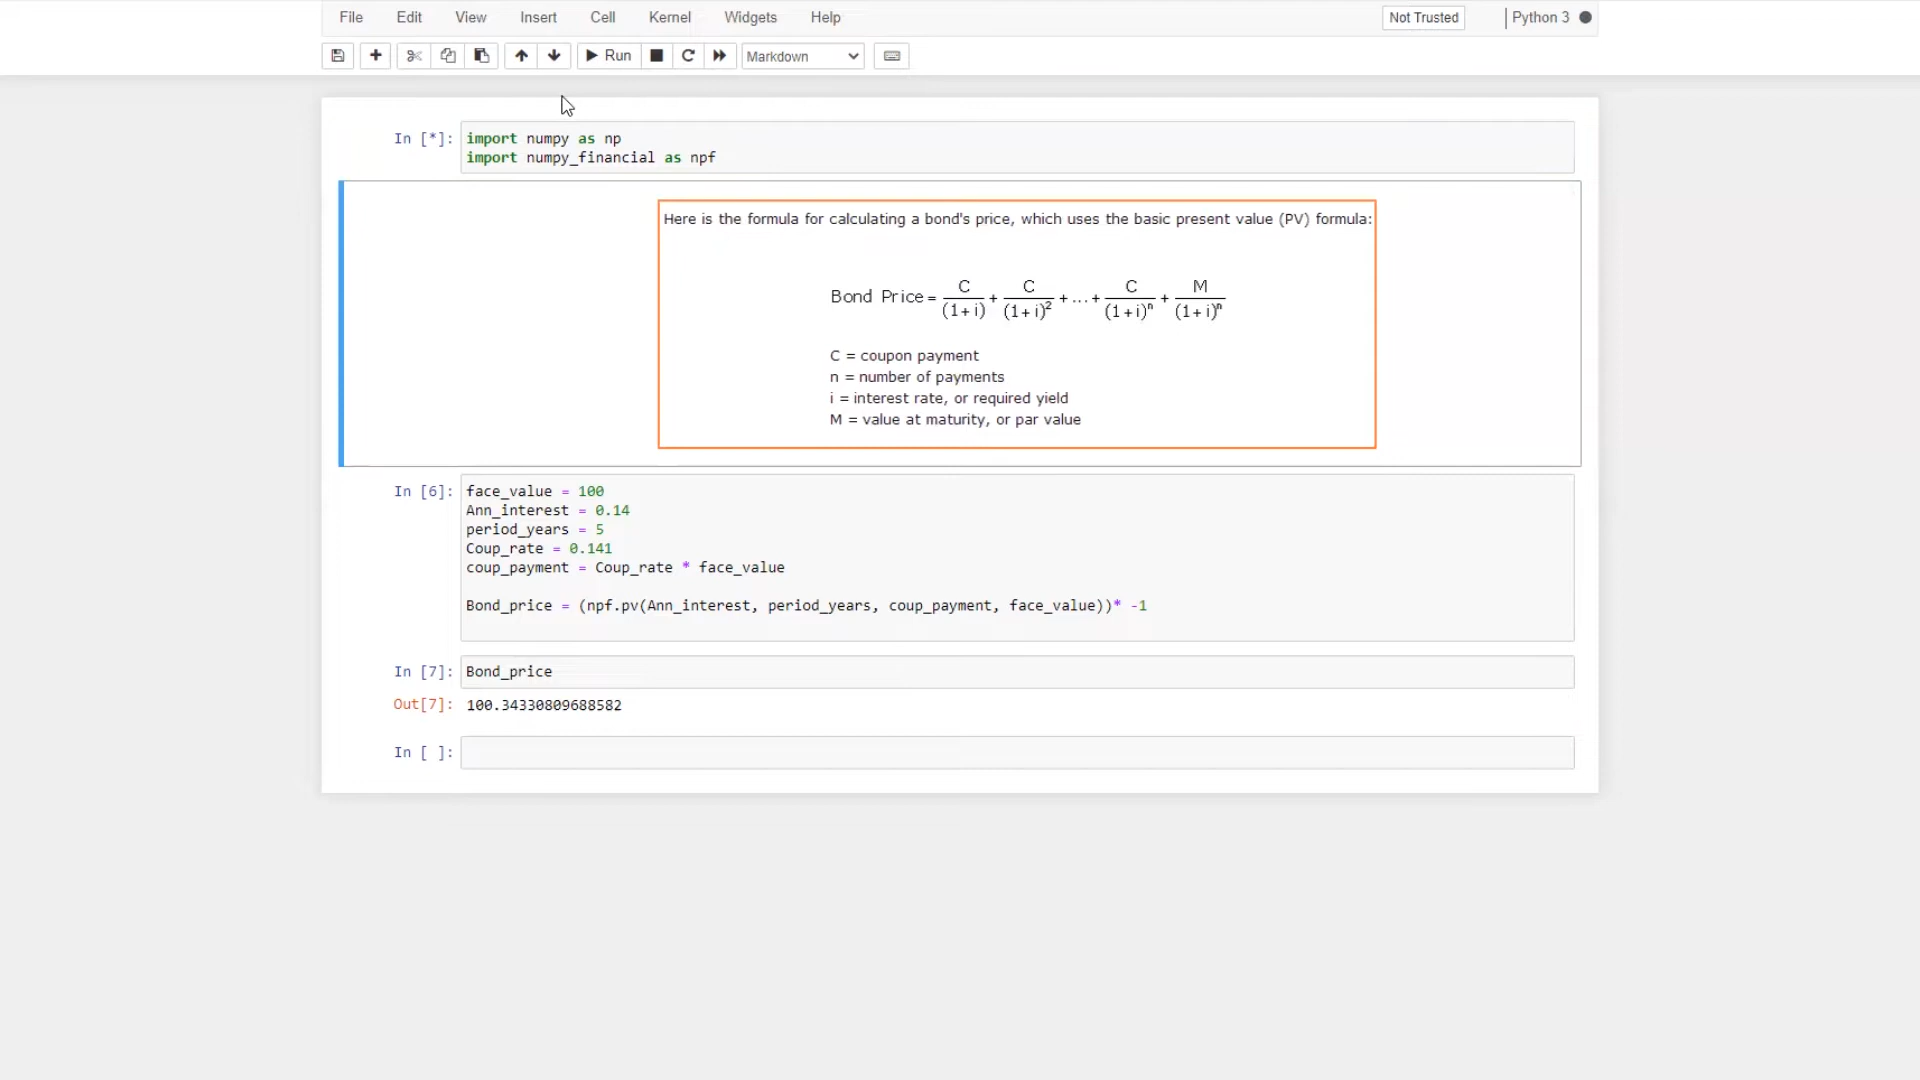 File Edit View Insert Cell Kernel Widgets Help Not Trusted Python 3
Run Markdown
In [*]: import numpy as np
import numpy_financial as npf
Here is the formula for calculating a bond's price, which uses the basic present value (PV) formula:
Bond Price = C/(1+i) + C/(1+i)² + ... + C/(1+i)ⁿ + M/(1+i)ⁿ
C = coupon payment
n = number of payments
i = interest rate, or required yield
M = value at maturity, or par value
In [6]: face_value = 100
Ann_interest = 0.14
period_years = 5
Coup_rate = 0.141
coup_payment = Coup_rate * face_value
Bond_price = (npf.pv(Ann_interest, period_years, coup_payment, face_value))* -1
In [7]: Bond_price
Out[7]: 100.34330809688582
In [ ]: